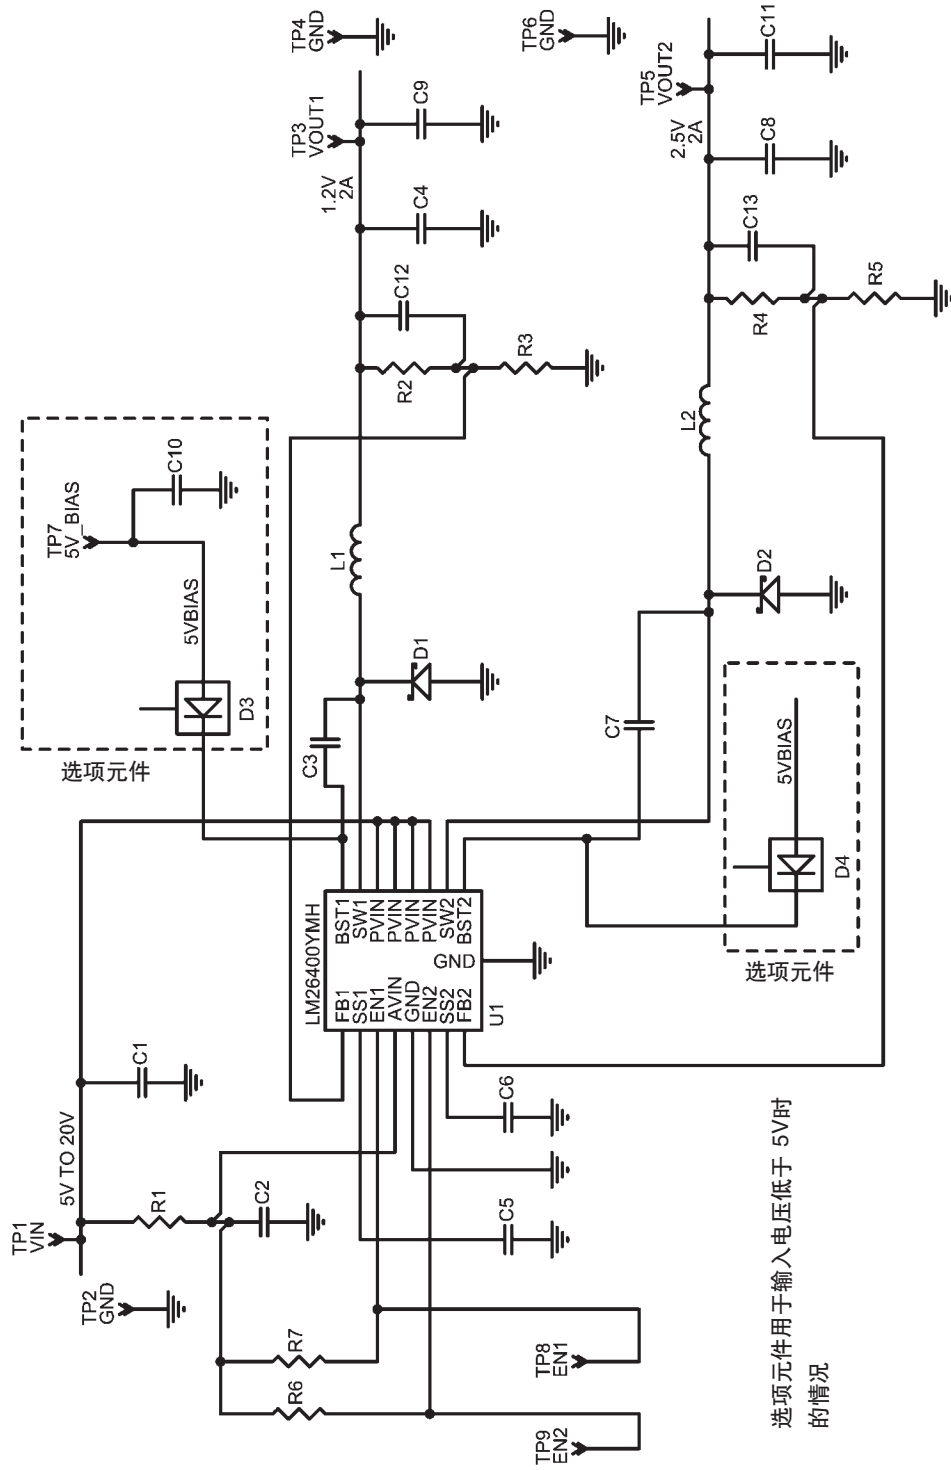 TP4
GND
TP6
GND
C11
TP3
VOUT1
C9
TP5
VOUT2
1.2V
2A
2.5V
2A
C8
C4
C13
C12
R2
R3
R4
R5
TP7
5V_BIAS
C10
5VBIAS
D3
选项元件
L1
L2
D1
D2
C3
C7
5VBIAS
D4
选项元件
LM26400YMH
BST1
SW1
PVIN
PVIN
PVIN
PVIN
SW2
BST2
GND
FB1
SS1
EN1
AVIN
GND
EN2
SS2
FB2
U1
C1
5V TO 20V
TP1
VIN
R1
C2
C6
C5
TP2
GND
R7
R6
TP8
EN1
TP9
EN2
选项元件用于输入电压低于 5V时
的情况